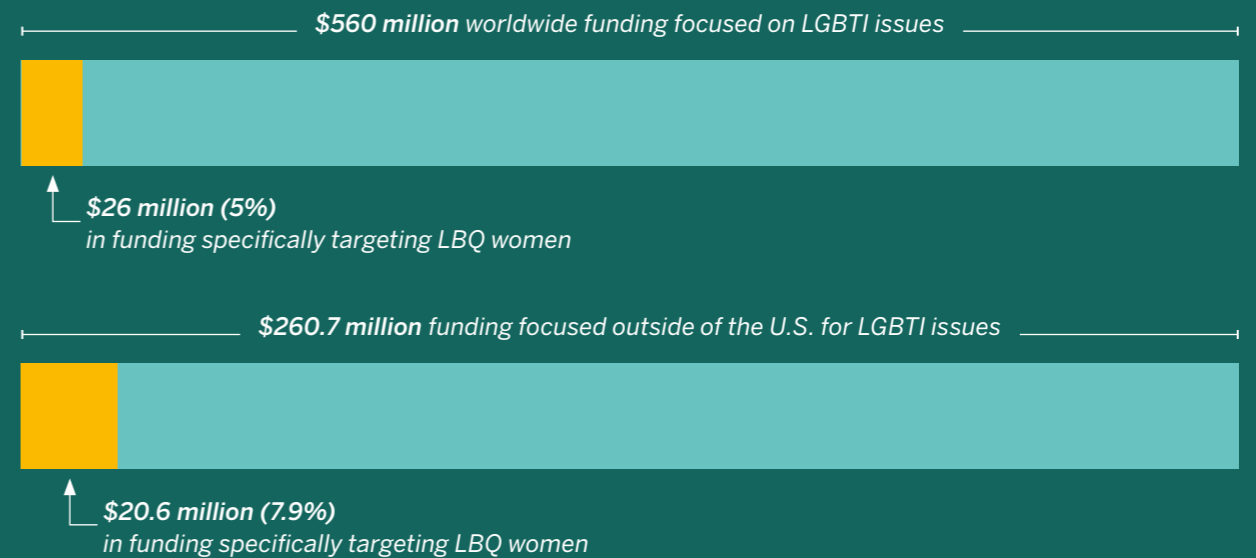 $560 million worldwide funding focused on LGBTI issues
$26 million (5%)
in funding specifically targeting LBQ women
$260.7 million funding focused outside of the U.S. for LGBTI issues
$20.6 million (7.9%)
in funding specifically targeting LBQ women